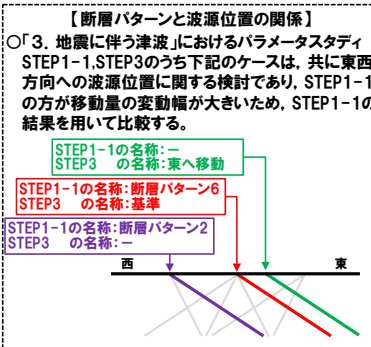 【断層パターンと波源位置の関係】
○「3．地震に伴う津波」におけるパラメータスタディ
STEP1-1,STEP3のうち下記のケースは，共に東西
方向への波源位置に関する検討であり，STEP1-1
の方が移動量の変動幅が大きいため，STEP1-1の
結果を用いて比較する。
STEP1-1の名称：－
STEP3　の名称：東へ移動
STEP1-1の名称：断層パターン6
STEP3　の名称：基準
STEP1-1の名称：断層パターン2
STEP3　の名称：－
西　東